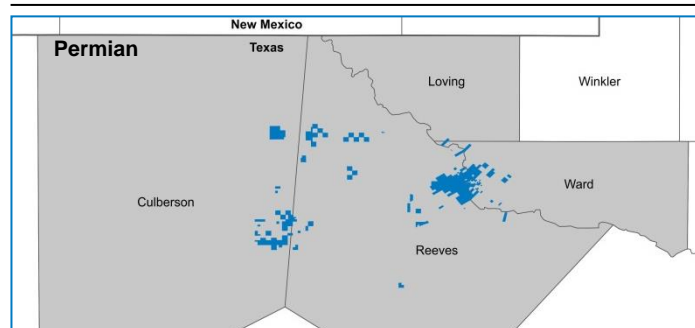 New Mexico
Permian
Texas
Loving
Winkler
Culberson
Ward
Reeves